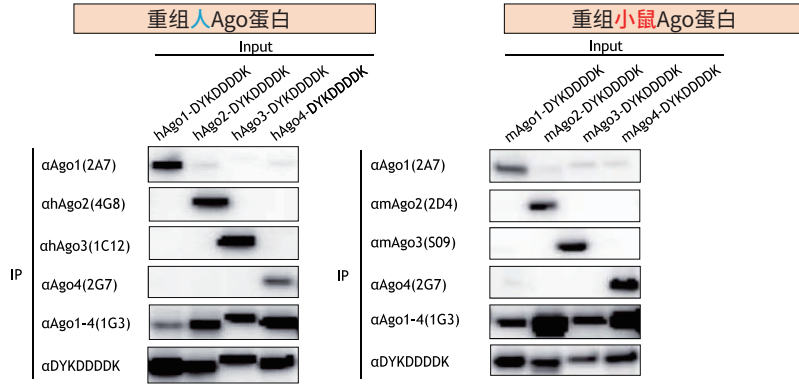 重组人Ago蛋白
Input
hAgo1-DYKDDDDK
hAgo2-DYKDDDDK
hAgo3-DYKDDDDK
hAgo4-DYKDDDDK
IP
αAgo1(2A7)
αhAgo2(4G8)
αhAgo3(1C12)
αAgo4(2G7)
αAgo1-4(1G3)
αDYKDDDDK
重组小鼠Ago蛋白
Input
mAgo1-DYKDDDDK
mAgo2-DYKDDDDK
mAgo3-DYKDDDDK
mAgo4-DYKDDDDK
IP
αAgo1(2A7)
αmAgo2(2D4)
αmAgo3(S09)
αAgo4(2G7)
αAgo1-4(1G3)
αDYKDDDDK